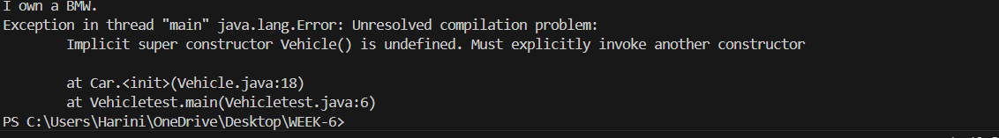 I own a BMW.
Exception in thread "main" java.lang.Error: Unresolved compilation problem:
        Implicit super constructor Vehicle() is undefined. Must explicitly invoke another constructor
        at Car.<init>(Vehicle.java:18)
        at Vehicletest.main(Vehicletest.java:6)
PS C:\Users\Harini\OneDrive\Desktop\WEEK-6>